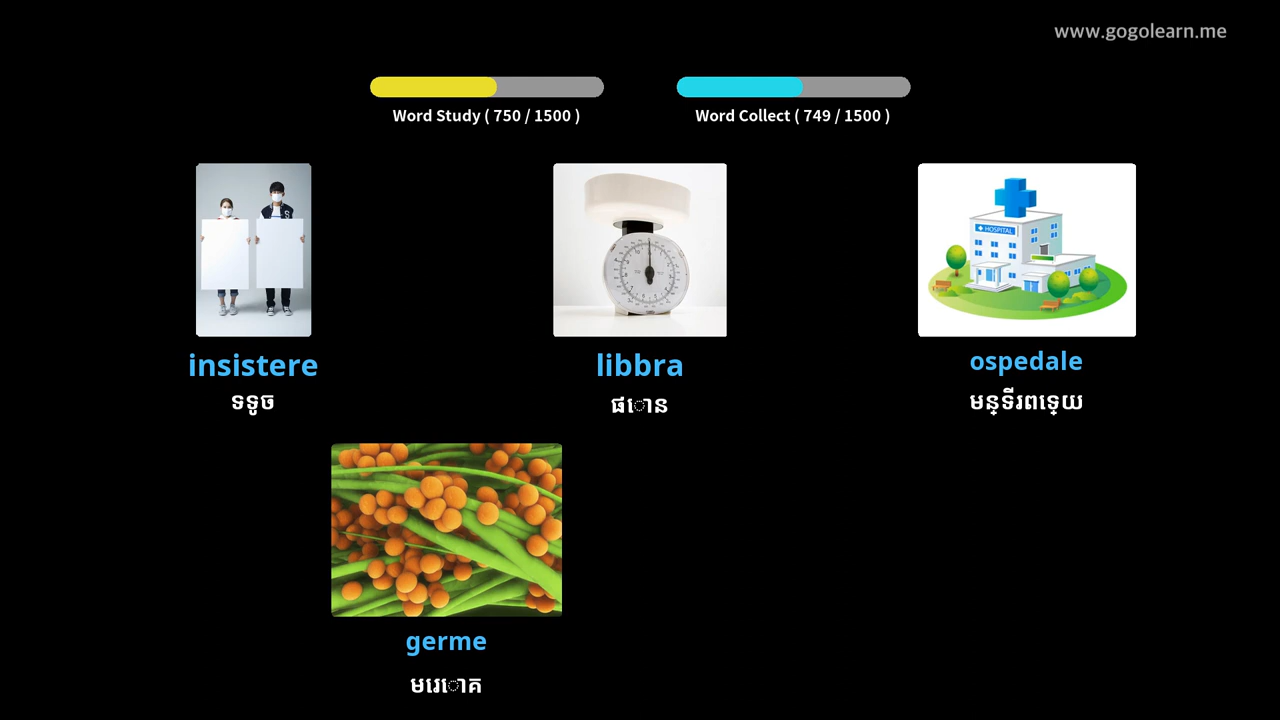 www.gogolearn.me
Word Study ( 750 / 1500 )
Word Collect ( 749 / 1500 )
HOSPITAL
insistere
ទទូច
libbra
ផោន
ospedale
មន្ទីរពេទ្យ
germe
មេរោគ